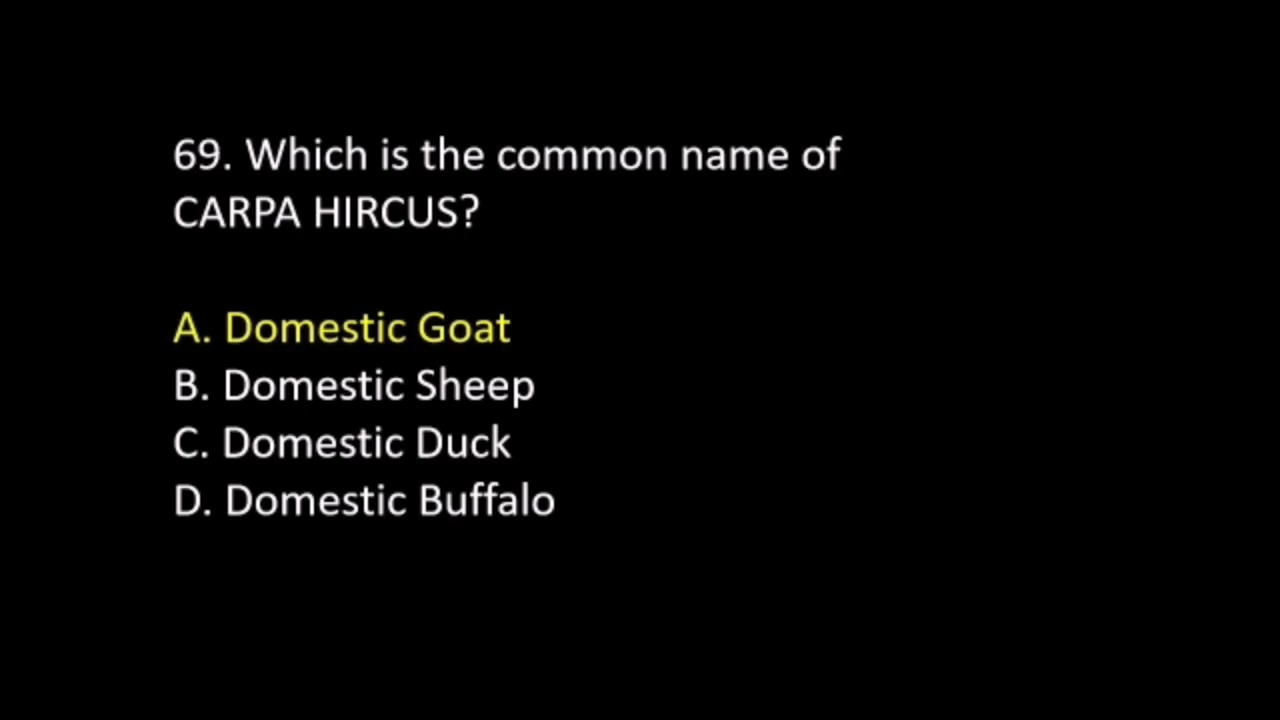 69. Which is the common name of
CARPA HIRCUS?
A. Domestic Goat
B. Domestic Sheep
C. Domestic Duck
D. Domestic Buffalo